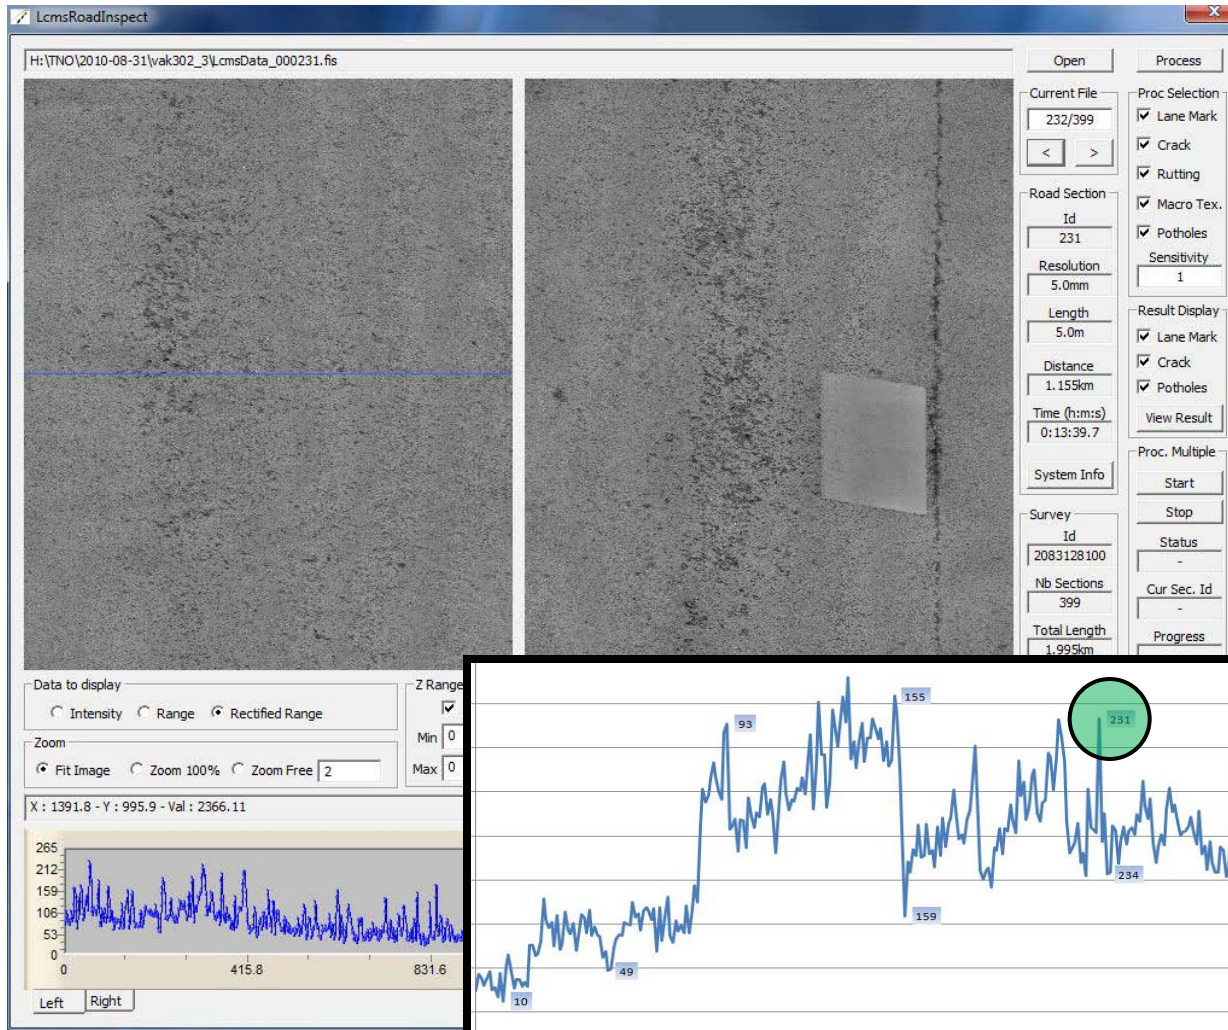 LcmsRoadInspect
H:\TNO\2010-08-31\vak302_3\LcmsData_000231.fis
Open
Process
Current File
232/399
< >
Road Section
Id
231
Resolution
5.0mm
Length
5.0m
Distance
1.155km
Time (h:m:s)
0:13:39.7
System Info
Survey
Id
2083128100
Nb Sections
399
Total Length
1.995km
Proc Selection
Lane Mark
Crack
Rutting
Macro Tex.
Potholes
Sensitivity
1
Result Display
Lane Mark
Crack
Potholes
View Result
Proc. Multiple
Start
Stop
Status
-
Cur Sec. Id
-
Progress
Data to display
Intensity Range Rectified Range
Zoom
Fit Image Zoom 100% Zoom Free 2
Z Range
Min 0
Max 0
X : 1391.8 - Y : 995.9 - Val : 2366.11
265
212
159
106
53
0
0 415.8 831.6
Left Right
10
49
93
155
159
231
234